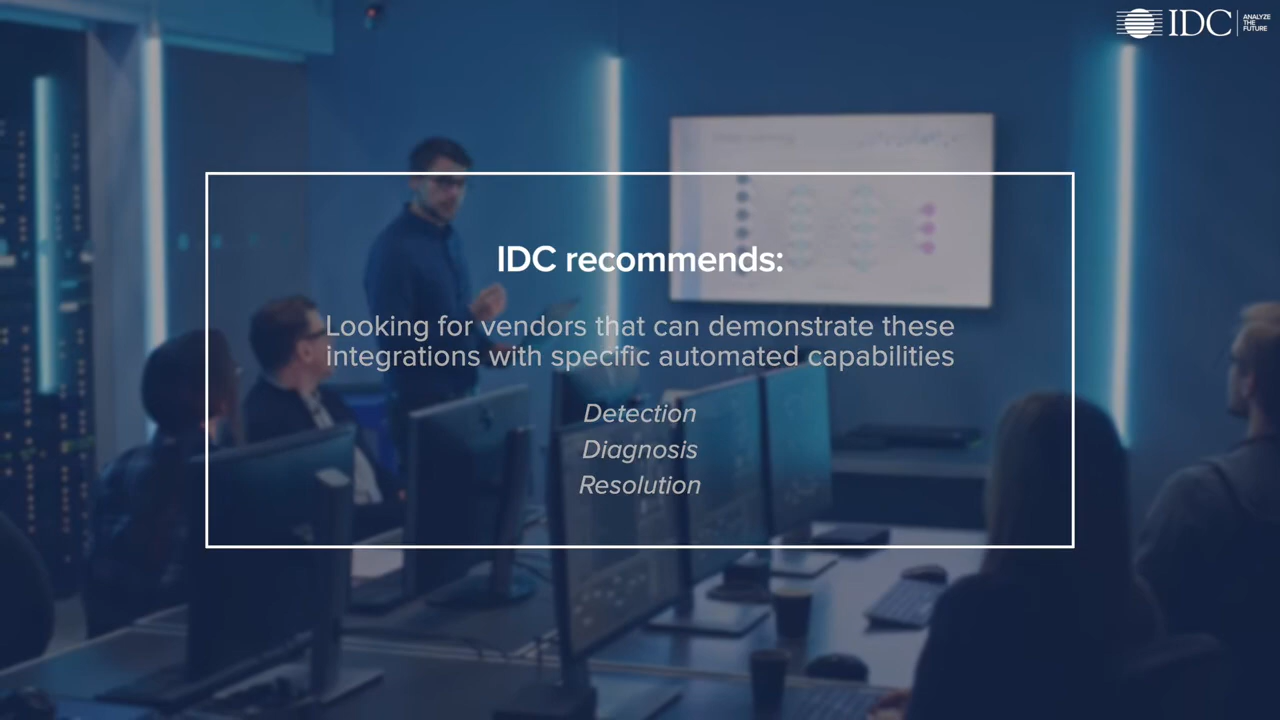 IDC
ANALYZE
THE
FUTURE
IDC recommends:
Looking for vendors that can demonstrate these
integrations with specific automated capabilities
Detection
Diagnosis
Resolution